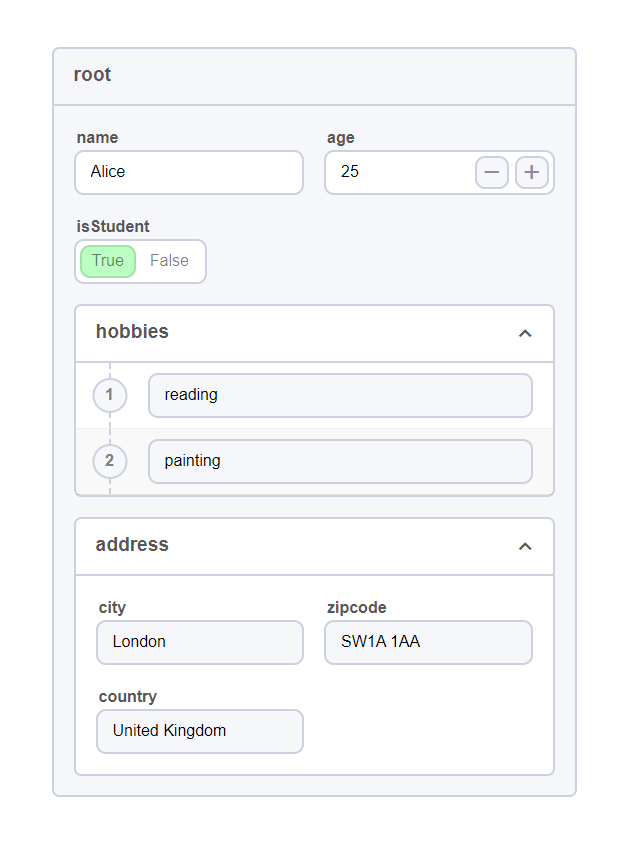 root
name age
Alice 25
isStudent
True False
hobbies
1 reading
2 painting
address
city zipcode
London SW1A 1AA
country
United Kingdom